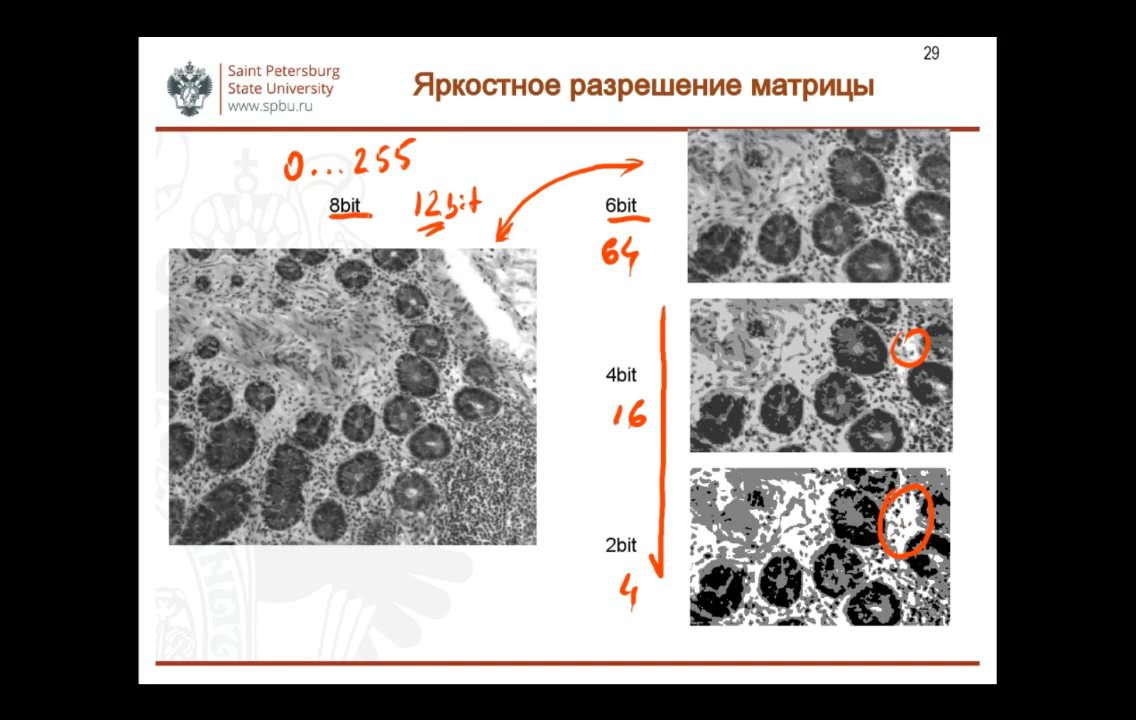 29
Saint Petersburg
State University
www.spbu.ru
Яркостное разрешение матрицы
0...255
8bit
12bit
6bit
64
4bit
16
2bit
4